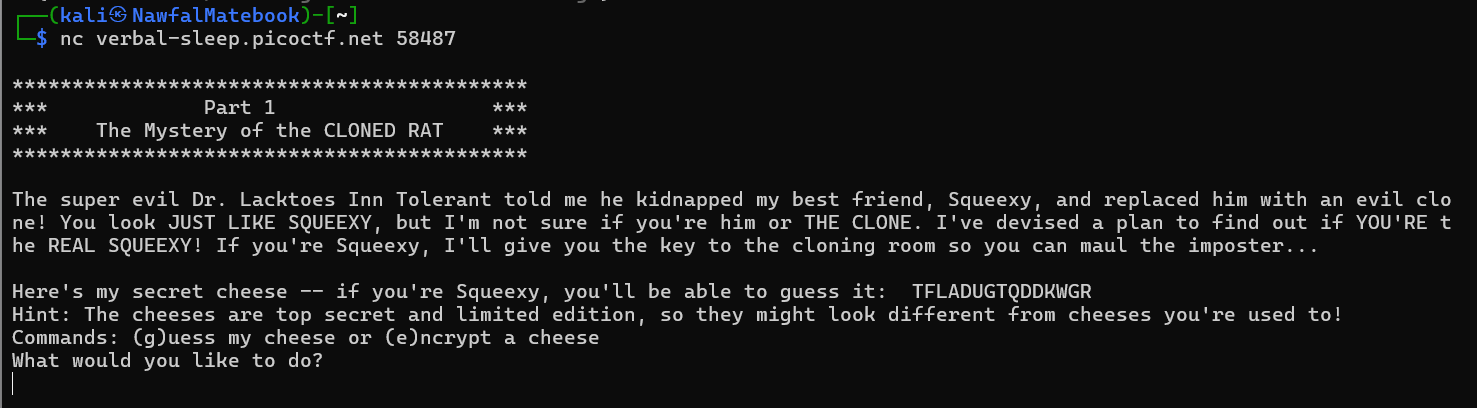 ┌──(kali㉿NawfalMatebook)-[~]
└─$ nc verbal-sleep.picoctf.net 58487
*******************************************
***             Part 1                  ***
***    The Mystery of the CLONED RAT    ***
*******************************************
The super evil Dr. Lacktoes Inn Tolerant told me he kidnapped my best friend, Squeexy, and replaced him with an evil clo
ne! You look JUST LIKE SQUEEXY, but I'm not sure if you're him or THE CLONE. I've devised a plan to find out if YOU'RE t
he REAL SQUEEXY! If you're Squeexy, I'll give you the key to the cloning room so you can maul the imposter...
Here's my secret cheese -- if you're Squeexy, you'll be able to guess it:  TFLADUGTQDDKWGR
Hint: The cheeses are top secret and limited edition, so they might look different from cheeses you're used to!
Commands: (g)uess my cheese or (e)ncrypt a cheese
What would you like to do?